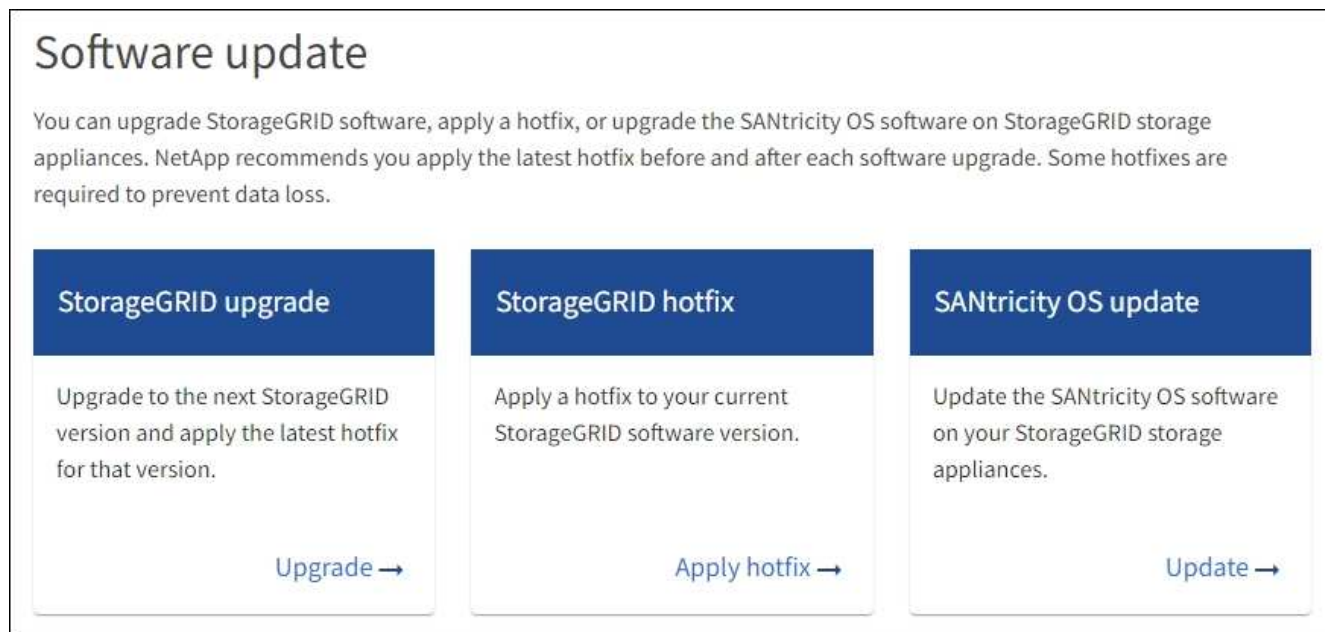 Software update
You can upgrade StorageGRID software, apply a hotfix, or upgrade the SANtricity OS software on StorageGRID storage
appliances. NetApp recommends you apply the latest hotfix before and after each software upgrade. Some hotfixes are
required to prevent data loss.
StorageGRID upgrade
Upgrade to the next StorageGRID
version and apply the latest hotfix
for that version.
Upgrade →
StorageGRID hotfix
Apply a hotfix to your current
StorageGRID software version.
Apply hotfix →
SANtricity OS update
Update the SANtricity OS software
on your StorageGRID storage
appliances.
Update →